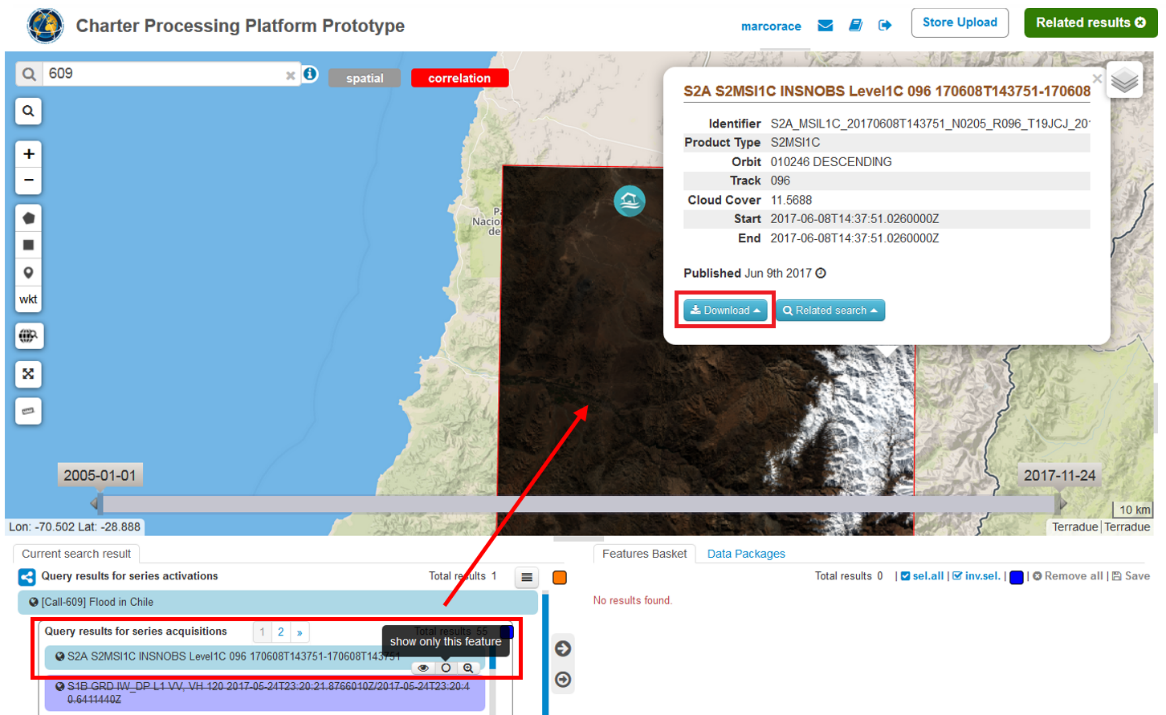 Charter Processing Platform Prototype
marcorace
Store Upload
Related results
609
spatial
correlation
S2A S2MSI1C INSNOBS Level1C 096 170608T143751-170608
Identifier S2A_MSIL1C_20170608T143751_N0205_R096_T19JCJ_20
Product Type S2MSI1C
Orbit 010246 DESCENDING
Track 096
Cloud Cover 11.5688
Start 2017-06-08T14:37:51.0260000Z
End 2017-06-08T14:37:51.0260000Z
Published Jun 9th 2017
Download
Related search
+
−
wkt
Nacio
de
2005-01-01
2017-11-24
10 km
Lon: -70.502 Lat: -28.888
Terradue | Terradue
Current search result
Query results for series activations
Total results 1
[Call-609] Flood in Chile
Query results for series acquisitions
1 2 »
Total results 55
show only this feature
S2A S2MSI1C INSNOBS Level1C 096 170608T143751-170608T143751
S1B GRD IW_DP L1 VV, VH 120 2017-05-24T23:20:21.8766010Z/2017-05-24T23:20:4
0.6411440Z
Features Basket
Data Packages
Total results 0 | sel.all | inv.sel. | | Remove all | Save
No results found.